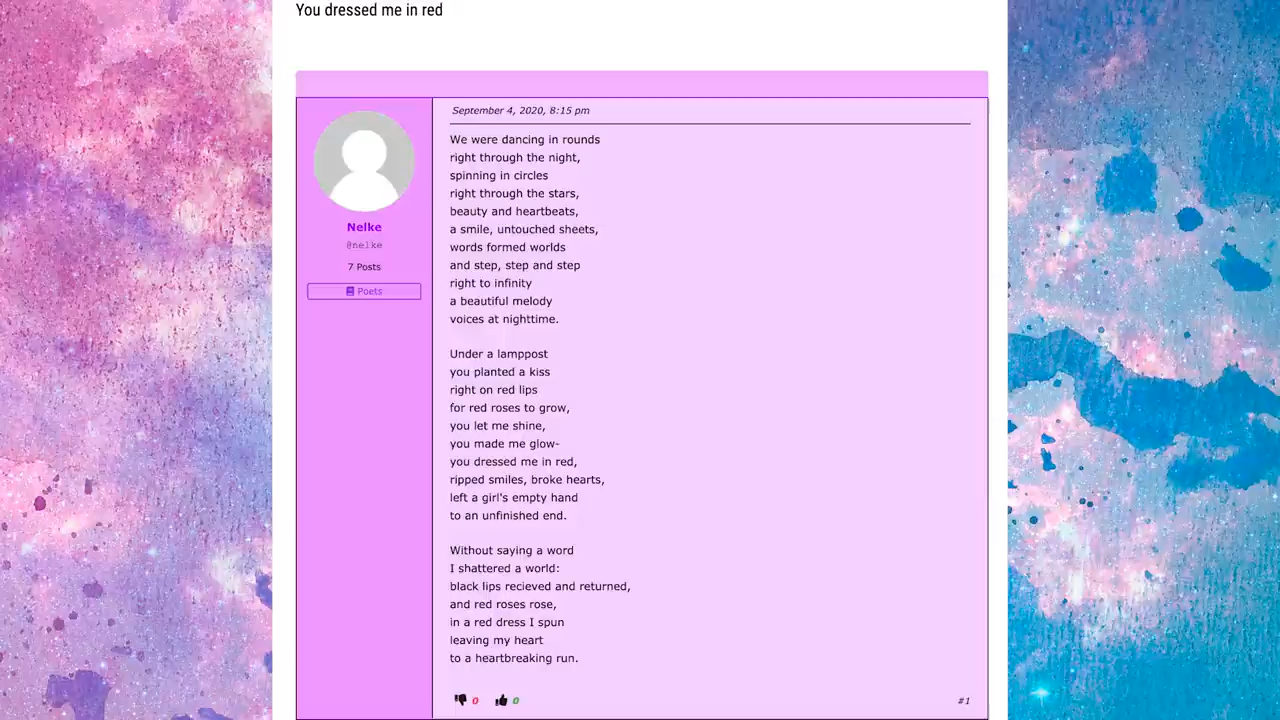 You dressed me in red
September 4, 2020, 8:15 pm
Nelke
@nelke
7 Posts
Poets
We were dancing in rounds
right through the night,
spinning in circles
right through the stars,
beauty and heartbeats,
a smile, untouched sheets,
words formed worlds
and step, step and step
right to infinity
a beautiful melody
voices at nighttime.
Under a lamppost
you planted a kiss
right on red lips
for red roses to grow,
you let me shine,
you made me glow-
you dressed me in red,
ripped smiles, broke hearts,
left a girl's empty hand
to an unfinished end.
Without saying a word
I shattered a world:
black lips recieved and returned,
and red roses rose,
in a red dress I spun
leaving my heart
to a heartbreaking run.
0 0 #1